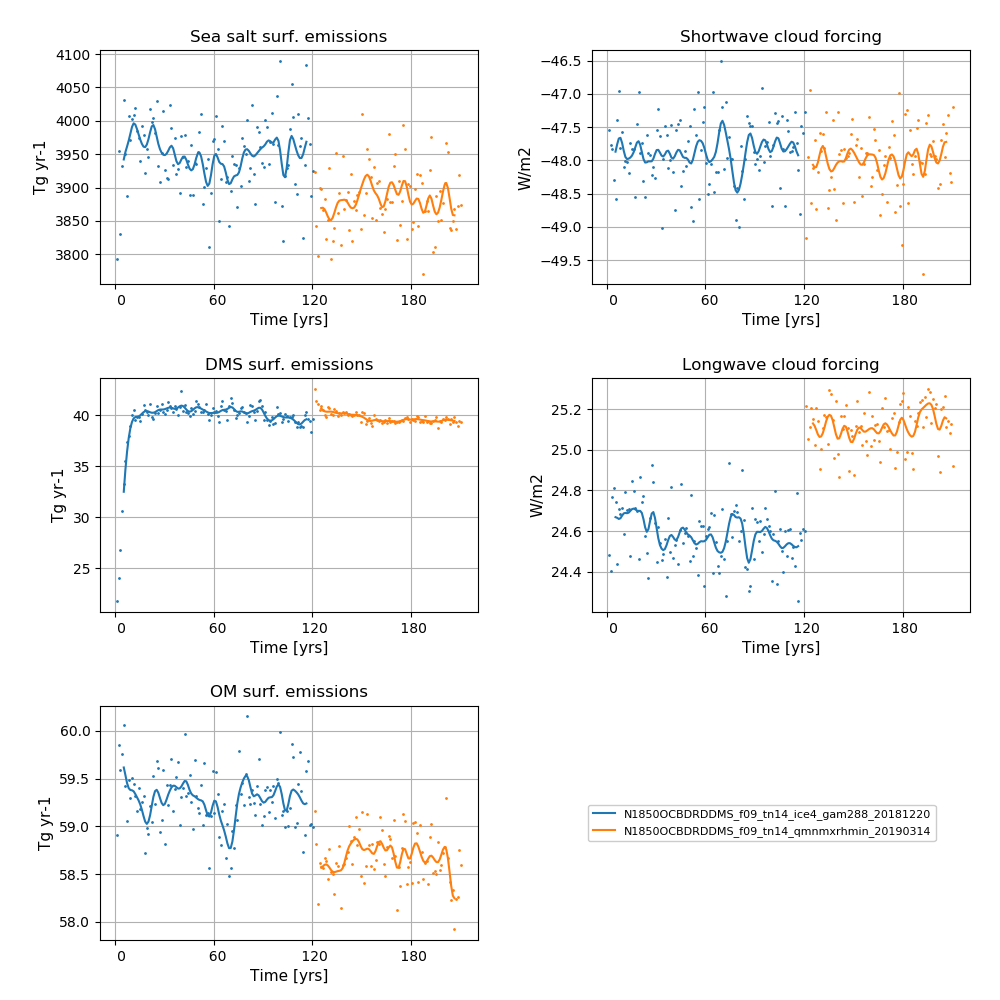 Sea salt surf. emissions
4100
4050
4000
3950
3900
3850
3800
Tg yr-1
0 60 120 180
Time [yrs]
Shortwave cloud forcing
−46.5
−47.0
−47.5
−48.0
−48.5
−49.0
−49.5
W/m2
0 60 120 180
Time [yrs]
DMS surf. emissions
40
35
30
25
Tg yr-1
0 60 120 180
Time [yrs]
Longwave cloud forcing
25.2
25.0
24.8
24.6
24.4
W/m2
0 60 120 180
Time [yrs]
OM surf. emissions
60.0
59.5
59.0
58.5
58.0
Tg yr-1
0 60 120 180
Time [yrs]
N1850OCBDRDDMS_f09_tn14_ice4_gam288_20181220
N1850OCBDRDDMS_f09_tn14_qmnmxrhmin_20190314